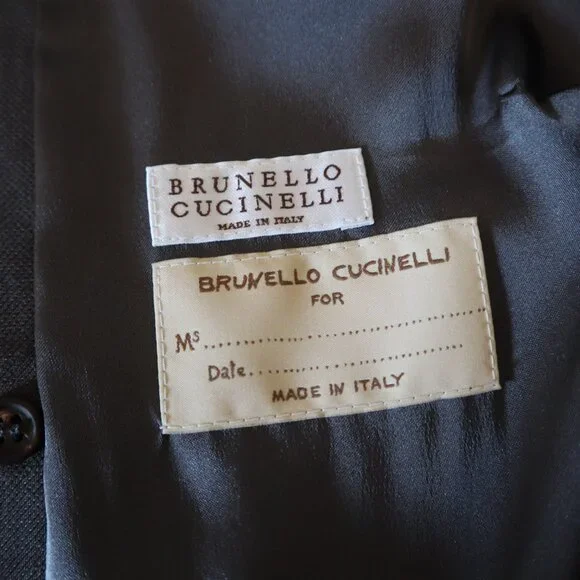 BRUNELLO
CUCINELLI
MADE IN ITALY
BRUNELLO CUCINELLI
FOR
Ms..............................
Date..........................
MADE IN ITALY